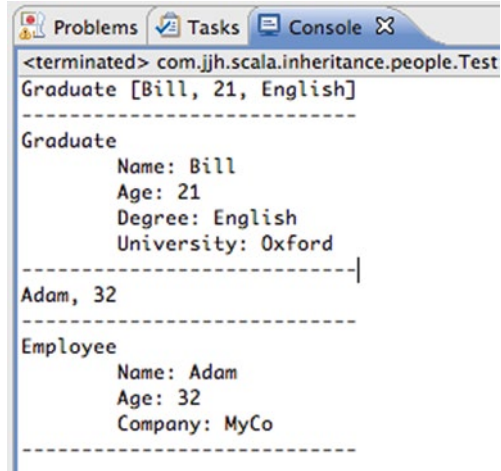 Problems Tasks Console
<terminated> com.jjh.scala.inheritance.people.Test
Graduate [Bill, 21, English]
-----------------------------
Graduate
Name: Bill
Age: 21
Degree: English
University: Oxford
-----------------------------
Adam, 32
-----------------------------
Employee
Name: Adam
Age: 32
Company: MyCo
-----------------------------